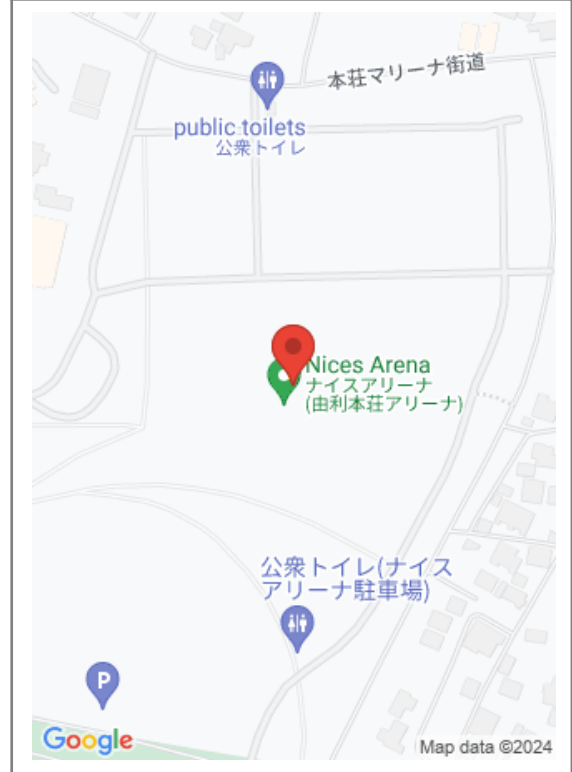 本荘マリーナ街道
public toilets
公衆トイレ
Nices Arena
ナイスアリーナ
(由利本荘アリーナ)
公衆トイレ(ナイス
アリーナ駐車場)
P
Google
Map data ©2024